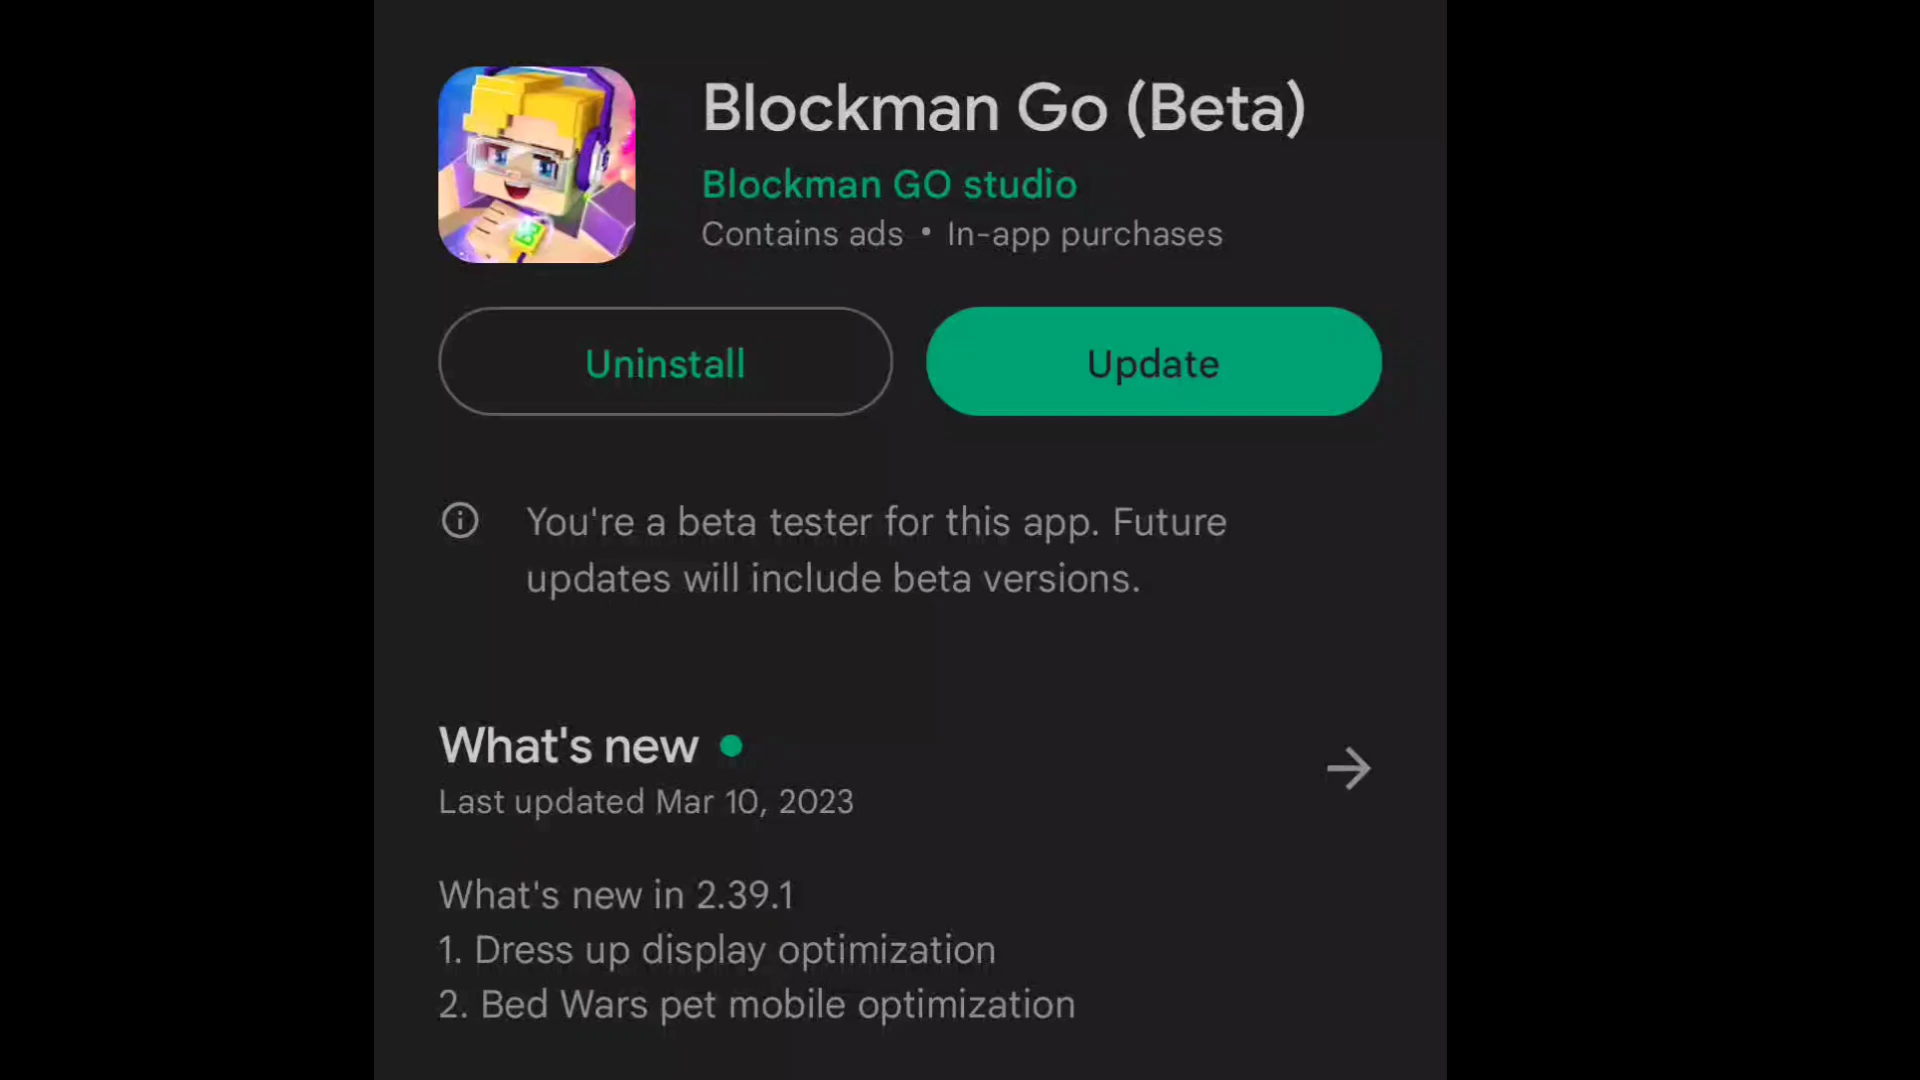 Blockman Go (Beta)
Blockman GO studio
Contains ads • In-app purchases
Uninstall
Update
You're a beta tester for this app. Future
updates will include beta versions.
What's new
Last updated Mar 10, 2023
What's new in 2.39.1
1. Dress up display optimization
2. Bed Wars pet mobile optimization